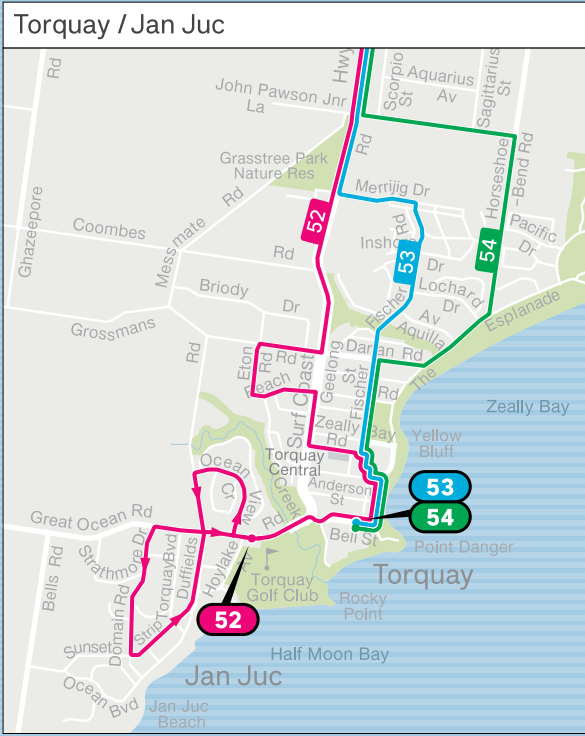 Torquay / Jan Juc
Rd
Hwy
Scorpio
St
Aquarius
Av
Sagittarius
St
John Pawson Jnr
La
Rd
Grasstree Park
Nature Res
Merrijig Dr
Horseshoe
Bend Rd
Ghazeepore
Messmate
Rd
Coombes
Rd
52
Insho
Rd
53
54
Pacific
Dr
Briody
Dr
Dr
Lochard
Av
Fischer
Aquilla
Esplanade
Grossmans
Rd
Eton
Rd
Rd
Beach
Surf Coast
Geelong
St
Darian Rd
Fischer
Rd
The
Zeally Bay
Zeally Bay
Rd
Yellow
Bluff
Torquay
Central
Ocean
Cr
View
Creek
Anderson
St
53
54
Great Ocean Rd
Rd
Bell St
Point Danger
Bells Rd
Strathmore Dr
Torquay Bvd
Duffields
Hoylake
Av
Torquay
Golf Club
Torquay
Rocky
Point
Domain Rd
Strip
52
Sunset
Half Moon Bay
Jan Juc
Ocean
Bvd
Jan Juc
Beach